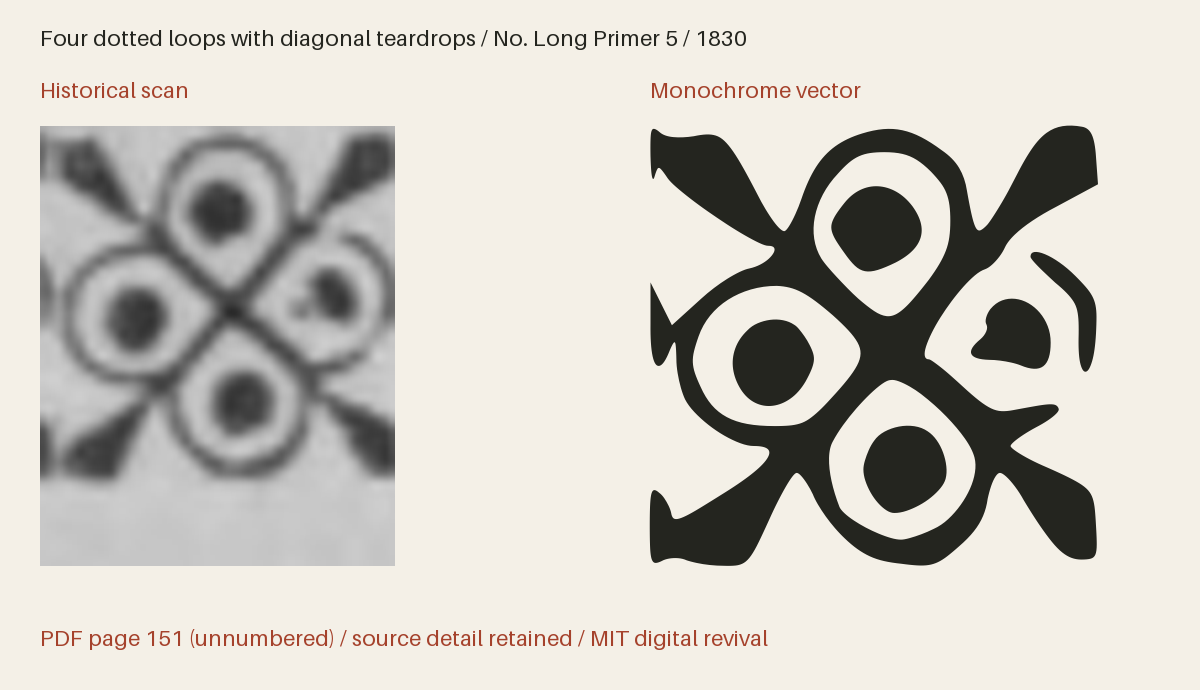 Four dotted loops with diagonal teardrops / No. Long Primer 5 / 1830
Historical scan
Monochrome vector
PDF page 151 (unnumbered) / source detail retained / MIT digital revival